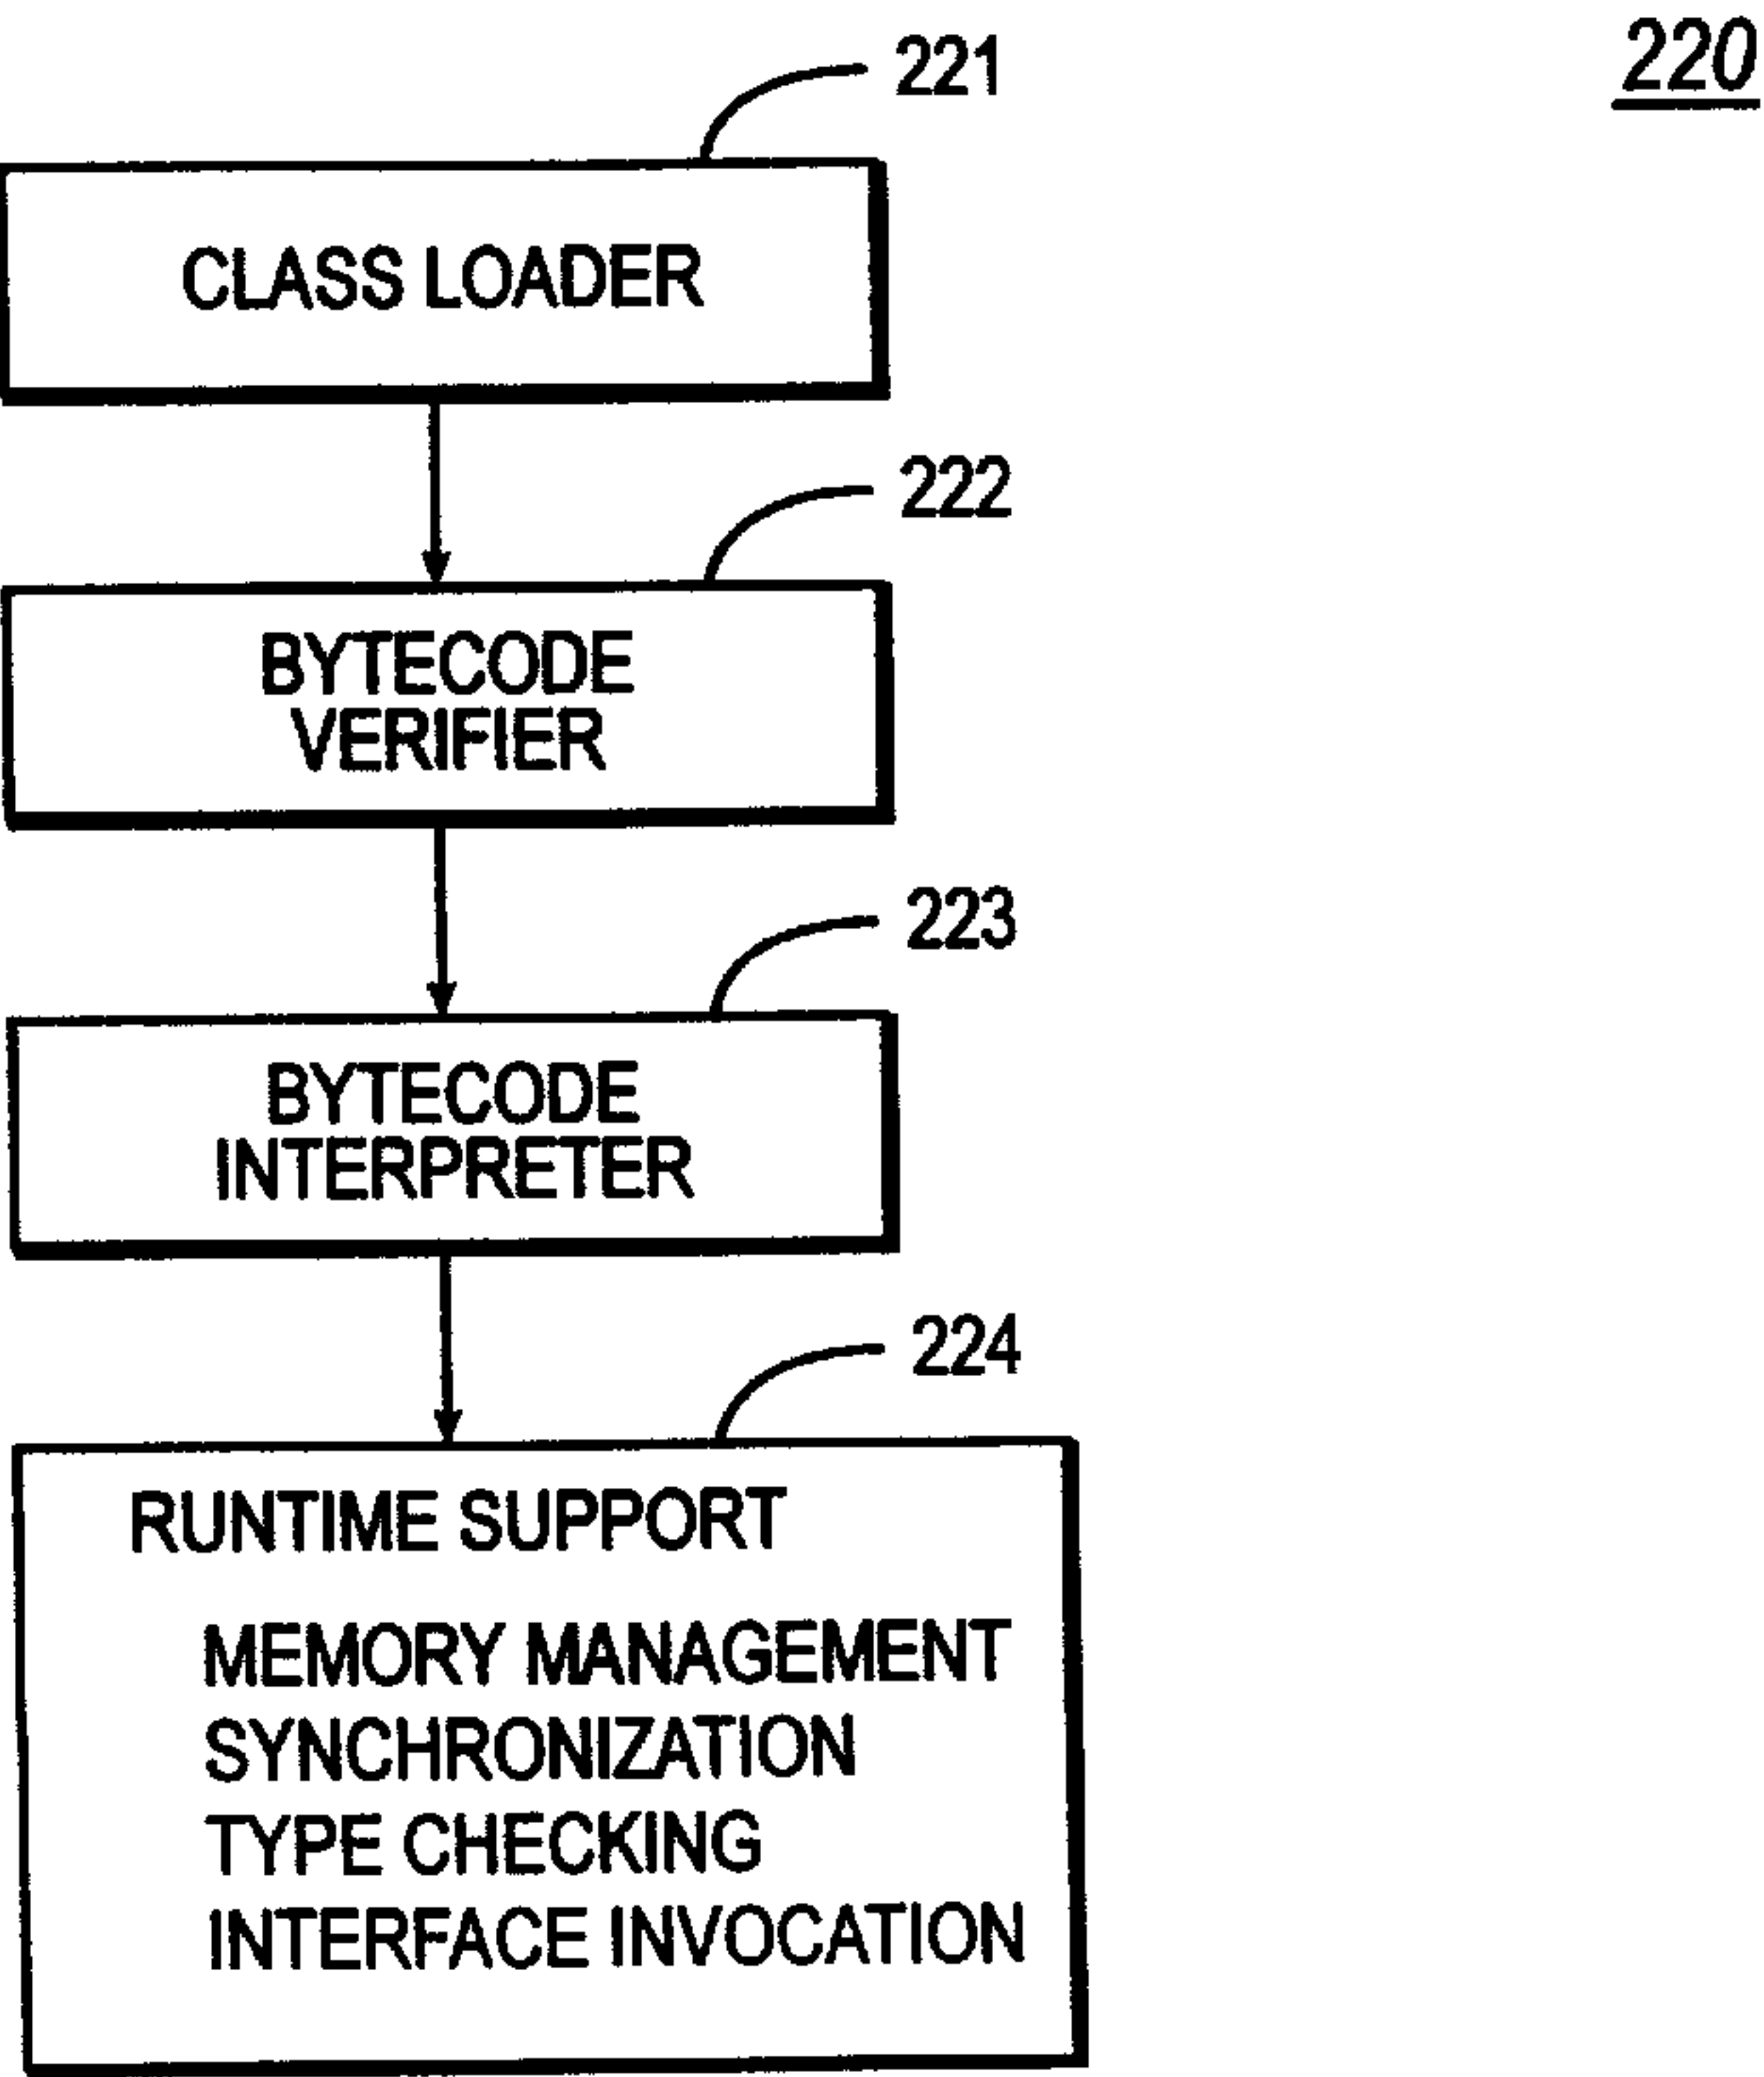 220
221
CLASS LOADER
222
BYTECODE
VERIFIER
223
BYTECODE
INTERPRETER
224
RUNTIME SUPPORT
MEMORY MANAGEMENT
SYNCHRONIZATION
TYPE CHECKING
INTERFACE INVOCATION